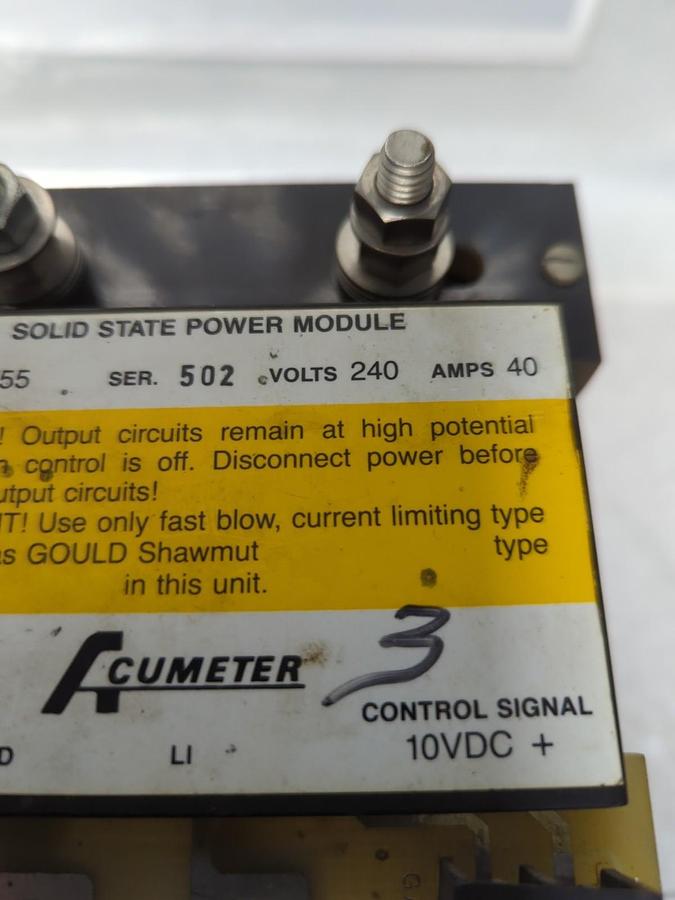 SOLID STATE POWER MODULE
55 SER. 502 VOLTS 240 AMPS 40
! Output circuits remain at high potential
control is off. Disconnect power before
utput circuits!
T! Use only fast blow, current limiting type
as GOULD Shawmut type
in this unit.
ACUMETER 3
CONTROL SIGNAL
D LI 10VDC +